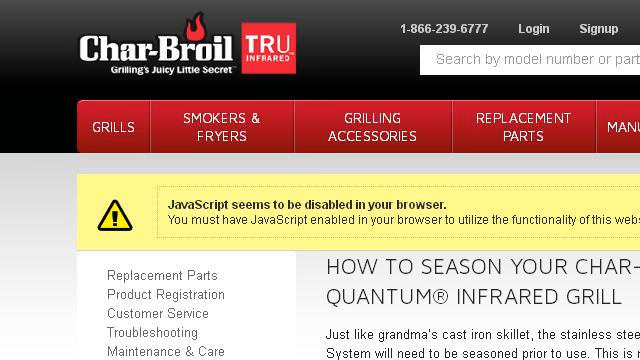 1-866-239-6777 Login Signup
Char-Broil TRU INFRARED
Grilling's Juicy Little Secret™
Search by model number or part
GRILLS
SMOKERS &
FRYERS
GRILLING
ACCESSORIES
REPLACEMENT
PARTS
MANU
JavaScript seems to be disabled in your browser.
You must have JavaScript enabled in your browser to utilize the functionality of this web
Replacement Parts
Product Registration
Customer Service
Troubleshooting
Maintenance & Care
HOW TO SEASON YOUR CHAR-
QUANTUM® INFRARED GRILL
Just like grandma's cast iron skillet, the stainless stee
System will need to be seasoned prior to use. This is i